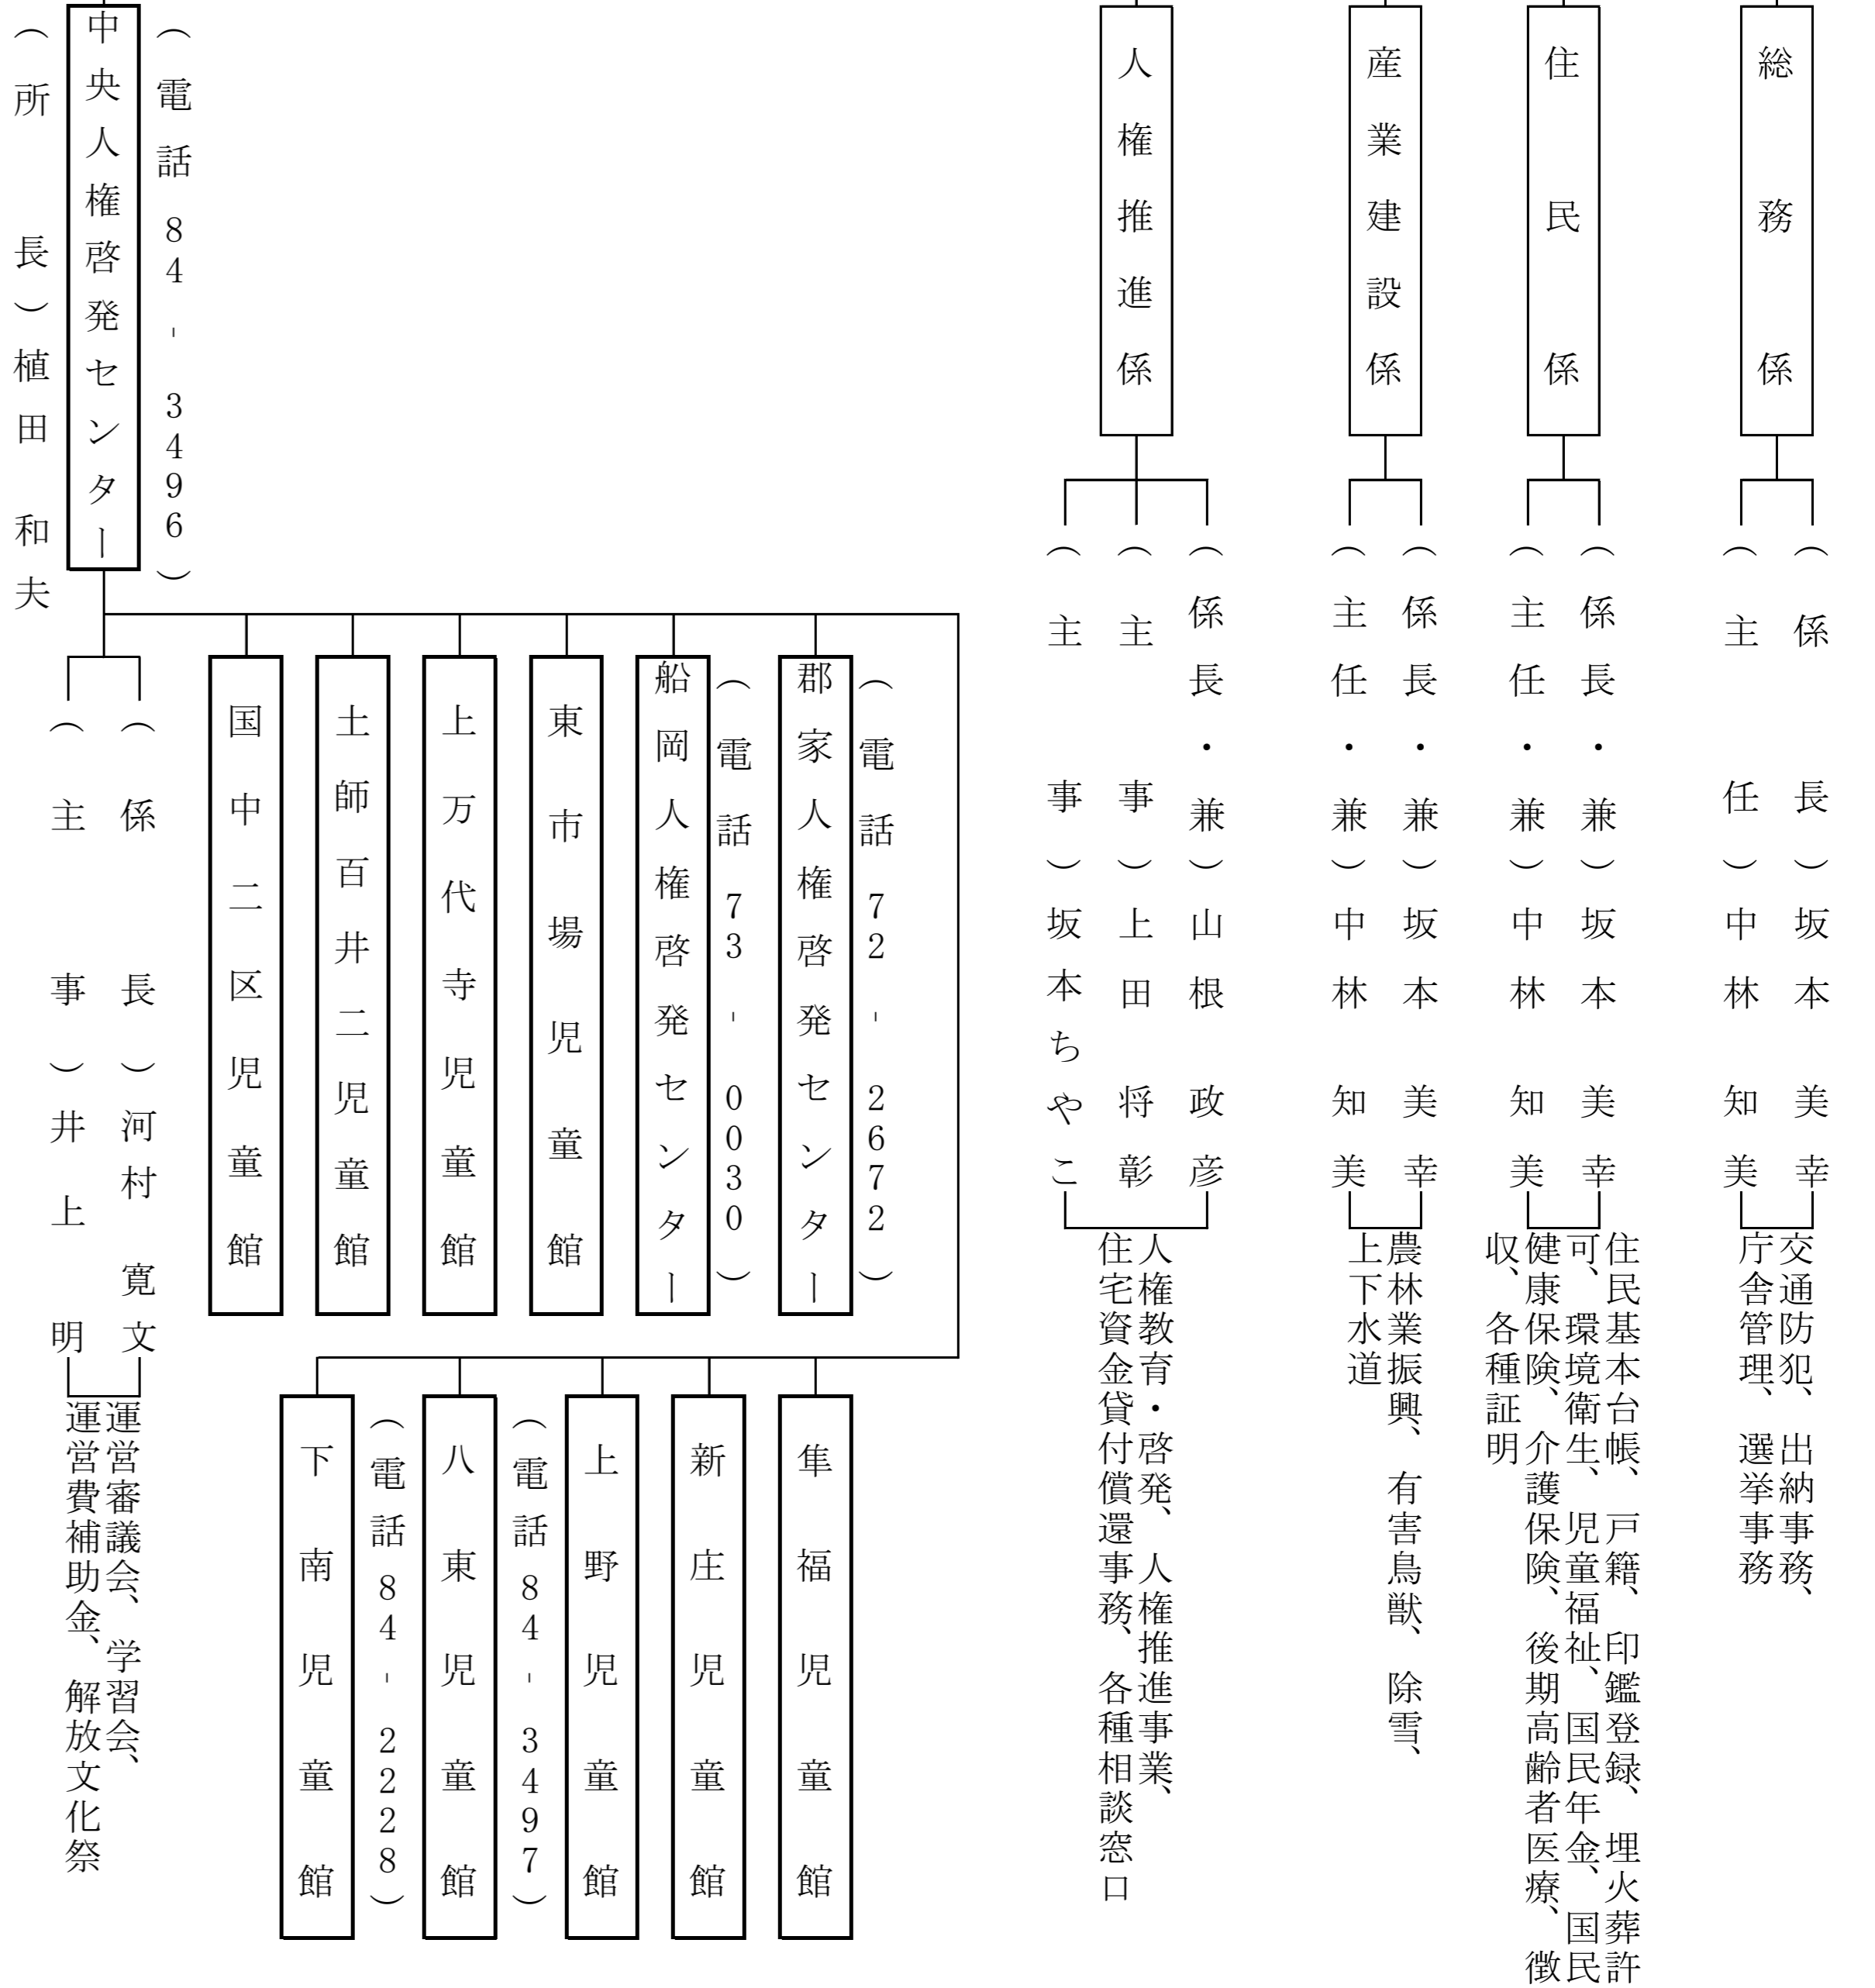 総務係
(係長)坂本美幸
(主任)中林知美
交通防犯、出納事務、
庁舎管理、選挙事務
住民係
(係長・兼)坂本美幸
(主任・兼)中林知美
住民基本台帳、戸籍、印鑑登録、埋火葬許
可、環境衛生、児童福祉、国民年金、国民
健康保険、介護保険、後期高齢者医療、徴
収、各種証明
産業建設係
(係長・兼)坂本美幸
(主任・兼)中林知美
農林業振興、有害鳥獣、除雪、
上下水道
人権推進係
(係長・兼)山根政彦
(主事)上田将彰
(主事)坂本ちやこ
人権教育・啓発、人権推進事業、
住宅資金貸付償還事務、各種相談窓口
(電話84-3496)
中央人権啓発センター
(所長)植田和夫
(係長)河村寛文
(主事)井上明
運営審議会、学習会、
運営費補助金、解放文化祭
(電話72-2672)
郡家人権啓発センター
(電話73-0030)
船岡人権啓発センター
東市場児童館
上万代寺児童館
土師百井二児童館
国中二区児童館
隼福児童館
新庄児童館
上野児童館
(電話84-3497)
八東児童館
(電話84-2228)
下南児童館